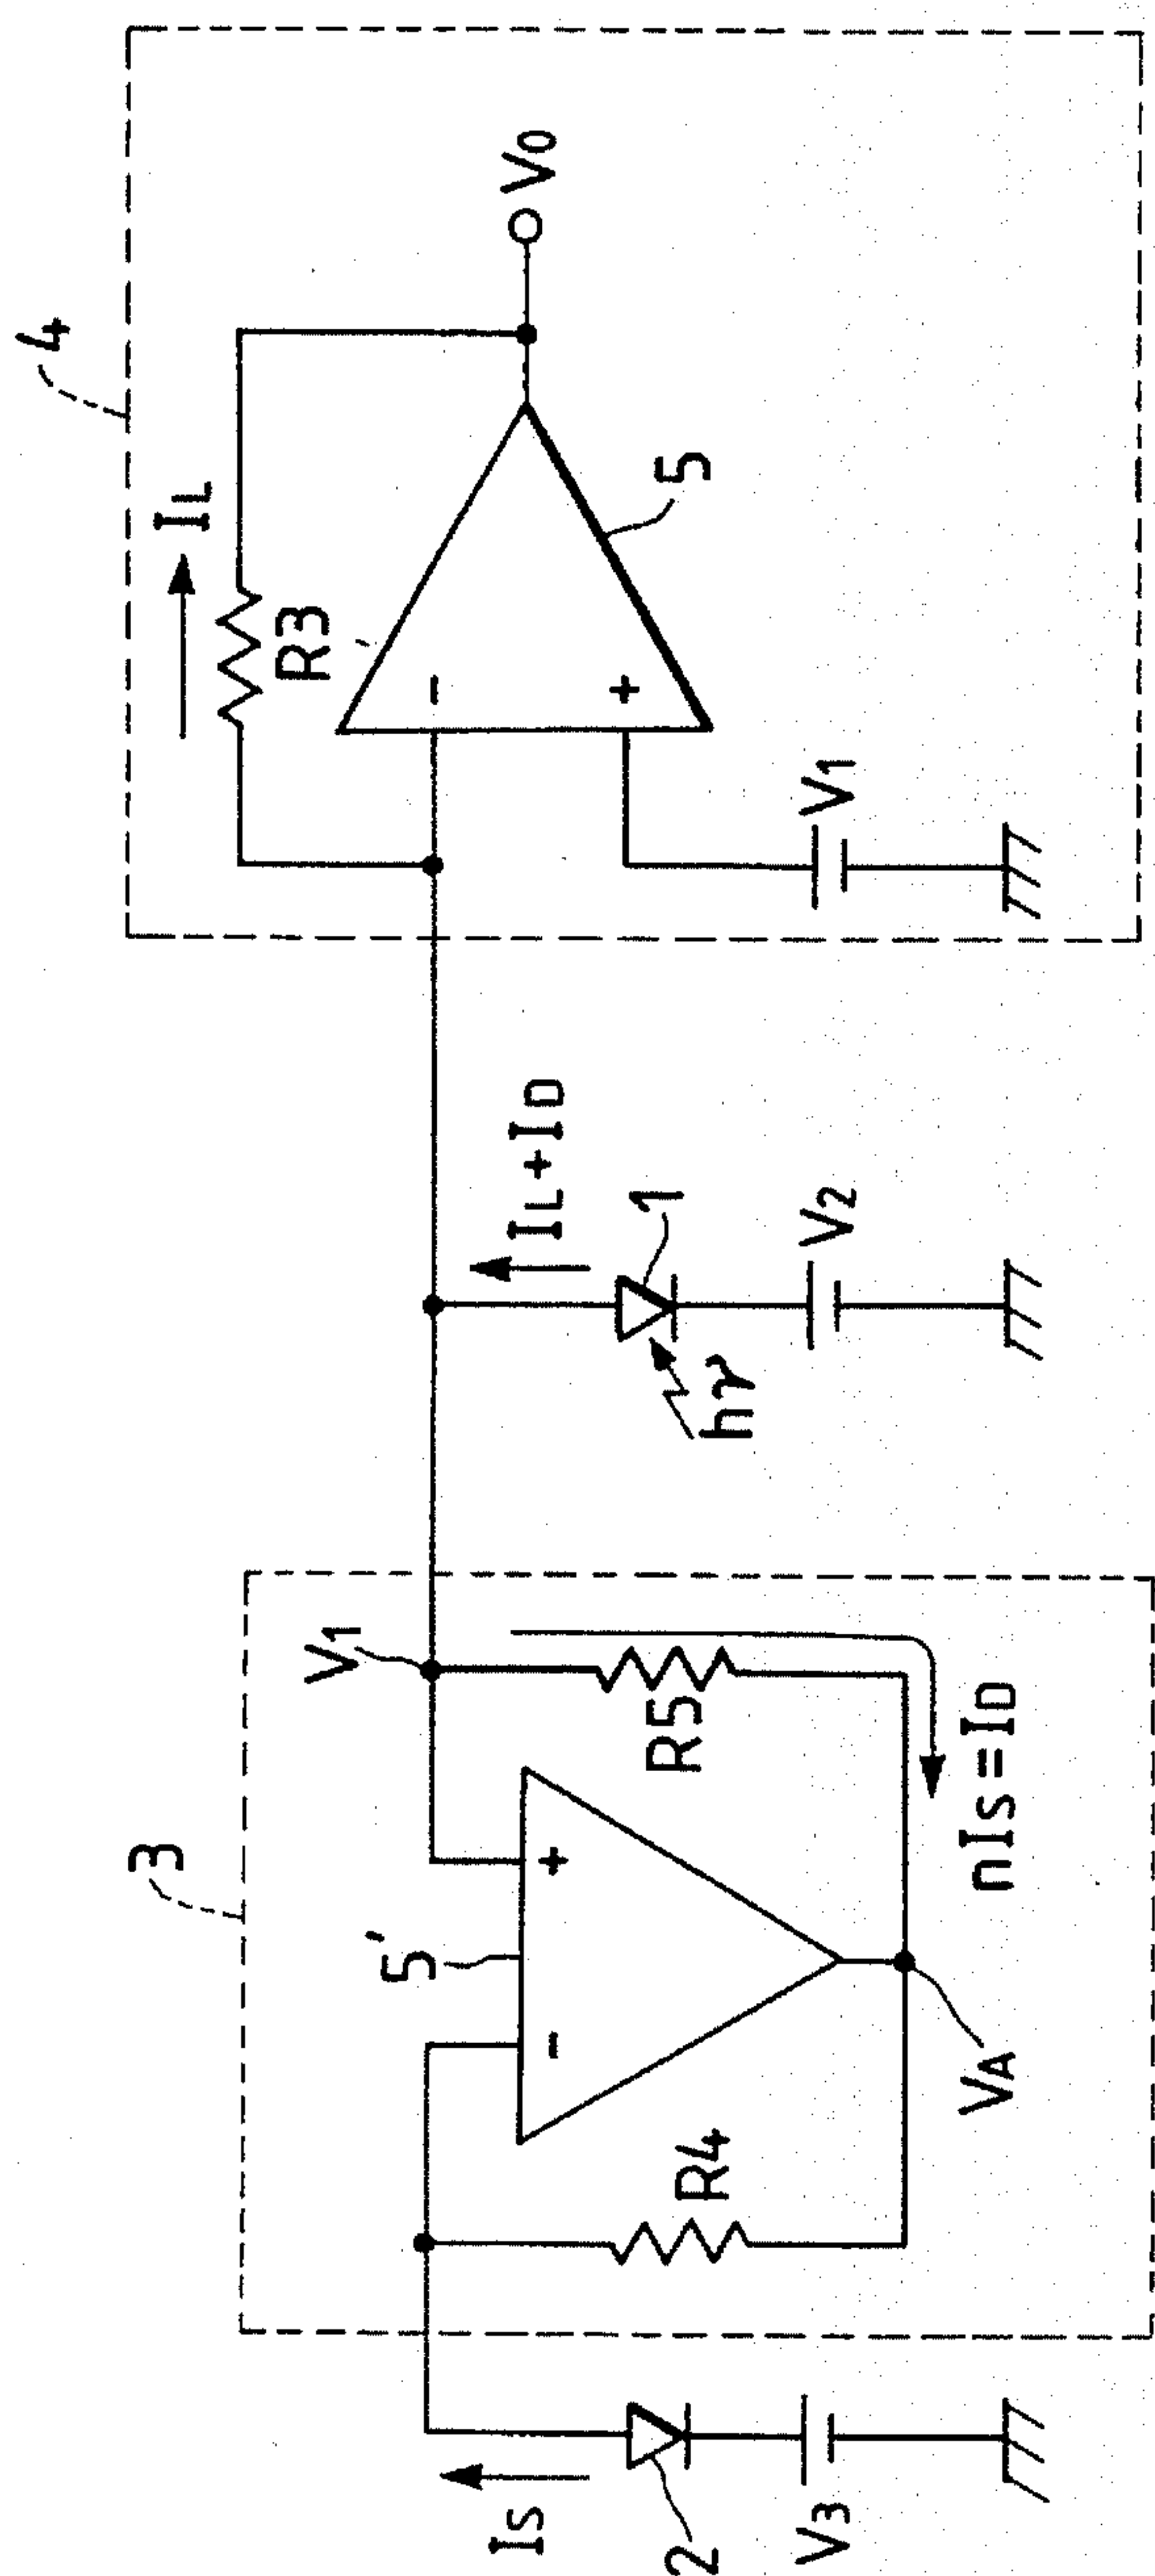 4
IL
R3
-
+
5
V0
V1
IL+ID
1
hγ
V2
3
V1
5'
-
+
R4
R5
nIS=ID
VA
IS
2
V3